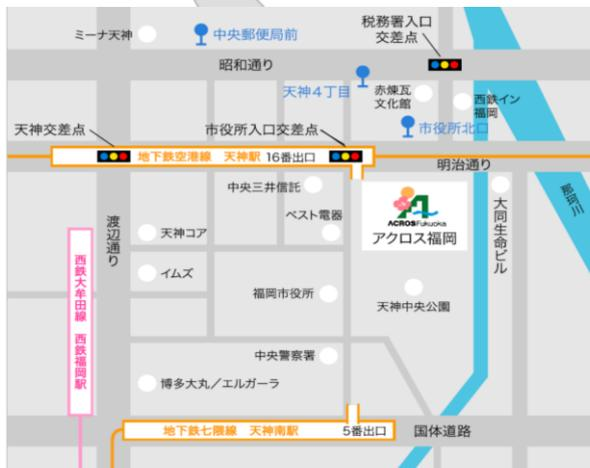 税務署入口
交差点
ミーナ天神
中央郵便局前
昭和通り
天神4丁目
赤煉瓦
文化館
西鉄イン
福岡
市役所北口
天神交差点
市役所入口交差点
地下鉄空港線 天神駅 16番出口
明治通り
中央三井信託
ベスト電器
ACROS Fukuoka
アクロス福岡
大同生命ビル
那珂川
渡辺通り
天神コア
イムズ
西鉄大牟田線 西鉄福岡駅
福岡市役所
天神中央公園
中央警察署
博多大丸/エルガーラ
地下鉄七隈線 天神南駅 5番出口
国体道路